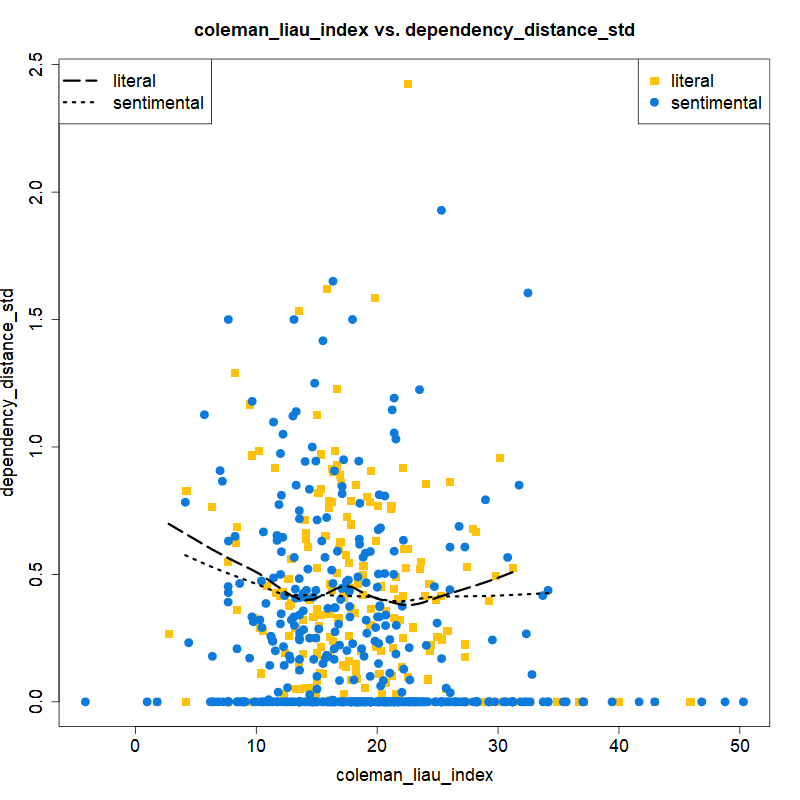 coleman_liau_index vs. dependency_distance_std
literal
sentimental
literal
sentimental
dependency_distance_std
2.5
2.0
1.5
1.0
0.5
0.0
0 10 20 30 40 50
coleman_liau_index